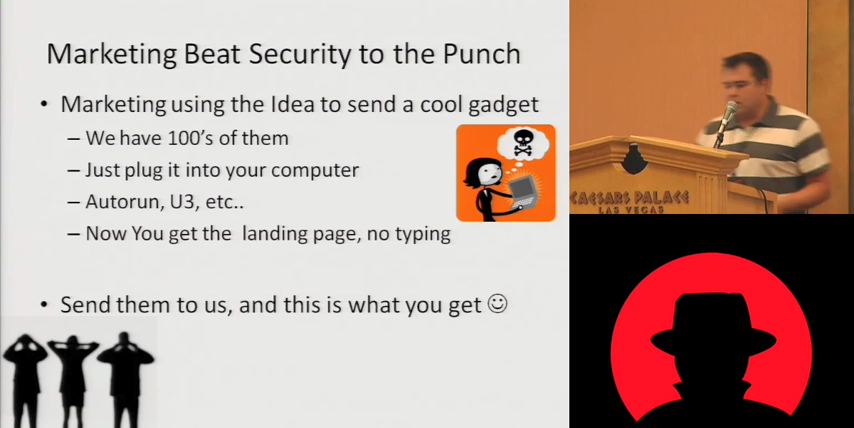 Marketing Beat Security to the Punch
• Marketing using the Idea to send a cool gadget
– We have 100's of them
– Just plug it into your computer
– Autorun, U3, etc..
– Now You get the landing page, no typing
• Send them to us, and this is what you get ☺
CAESARS PALACE
LAS VEGAS